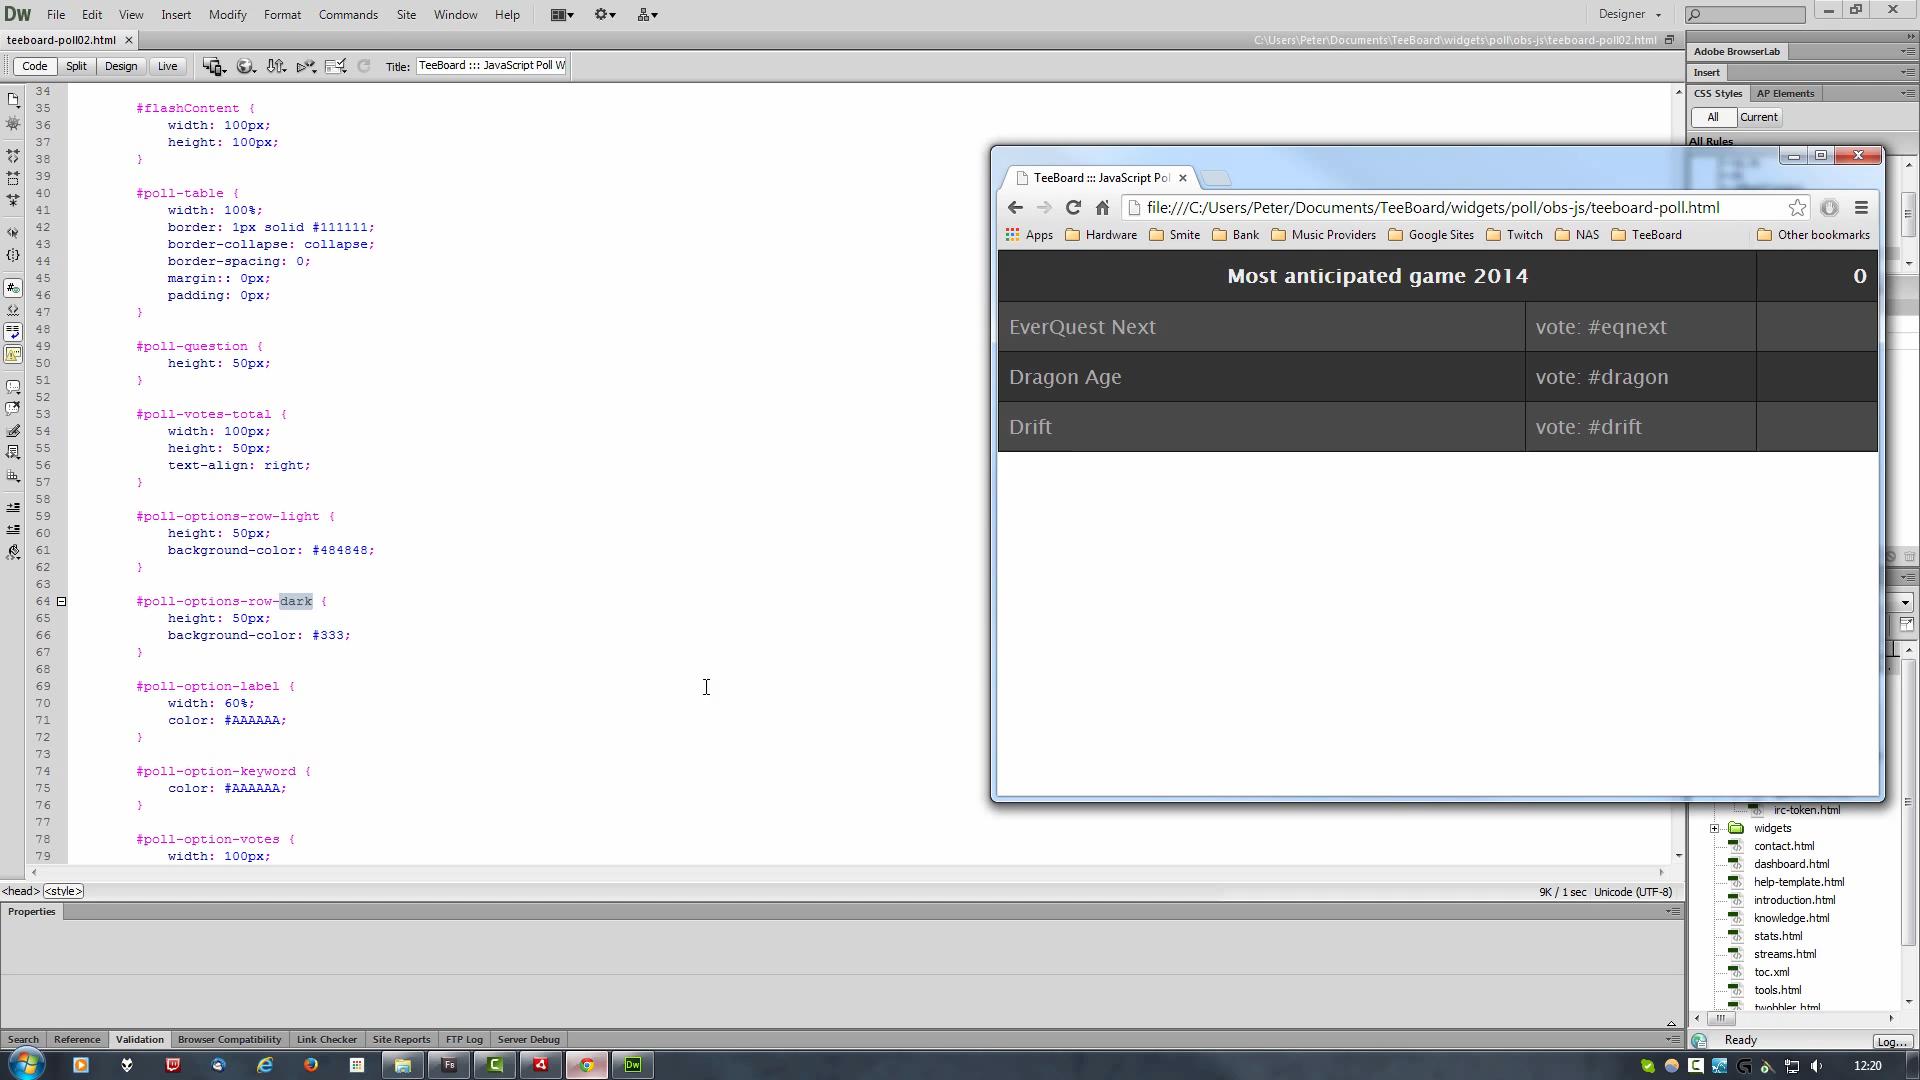 Dw File Edit View Insert Modify Format Commands Site Window Help Designer
teeboard-poll02.html C:\Users\Peter\Documents\TeeBoard\widgets\poll\obs-js\teeboard-poll02.html
Code Split Design Live Title: TeeBoard ::: JavaScript Poll W
34
35 #flashContent {
36 width: 100px;
37 height: 100px;
38 }
39
40 #poll-table {
41 width: 100%;
42 border: 1px solid #111111;
43 border-collapse: collapse;
44 border-spacing: 0;
45 margin:: 0px;
46 padding: 0px;
47 }
48
49 #poll-question {
50 height: 50px;
51 }
52
53 #poll-votes-total {
54 width: 100px;
55 height: 50px;
56 text-align: right;
57 }
58
59 #poll-options-row-light {
60 height: 50px;
61 background-color: #484848;
62 }
63
64 #poll-options-row-dark {
65 height: 50px;
66 background-color: #333;
67 }
68
69 #poll-option-label {
70 width: 60%;
71 color: #AAAAAA;
72 }
73
74 #poll-option-keyword {
75 color: #AAAAAA;
76 }
77
78 #poll-option-votes {
79 width: 100px;
<head> <style> 9K / 1 sec Unicode (UTF-8)
Properties
Search Reference Validation Browser Compatibility Link Checker Site Reports FTP Log Server Debug
Adobe BrowserLab
Insert
CSS Styles AP Elements
All Current
All Rules
TeeBoard ::: JavaScript Pol
file:///C:/Users/Peter/Documents/TeeBoard/widgets/poll/obs-js/teeboard-poll.html
Apps Hardware Smite Bank Music Providers Google Sites Twitch NAS TeeBoard Other bookmarks
Most anticipated game 2014 0
EverQuest Next vote: #eqnext
Dragon Age vote: #dragon
Drift vote: #drift
irc-token.html
widgets
contact.html
dashboard.html
help-template.html
introduction.html
knowledge.html
stats.html
streams.html
toc.xml
tools.html
twobbler.html
Ready Log...
Fb Dw 12:20